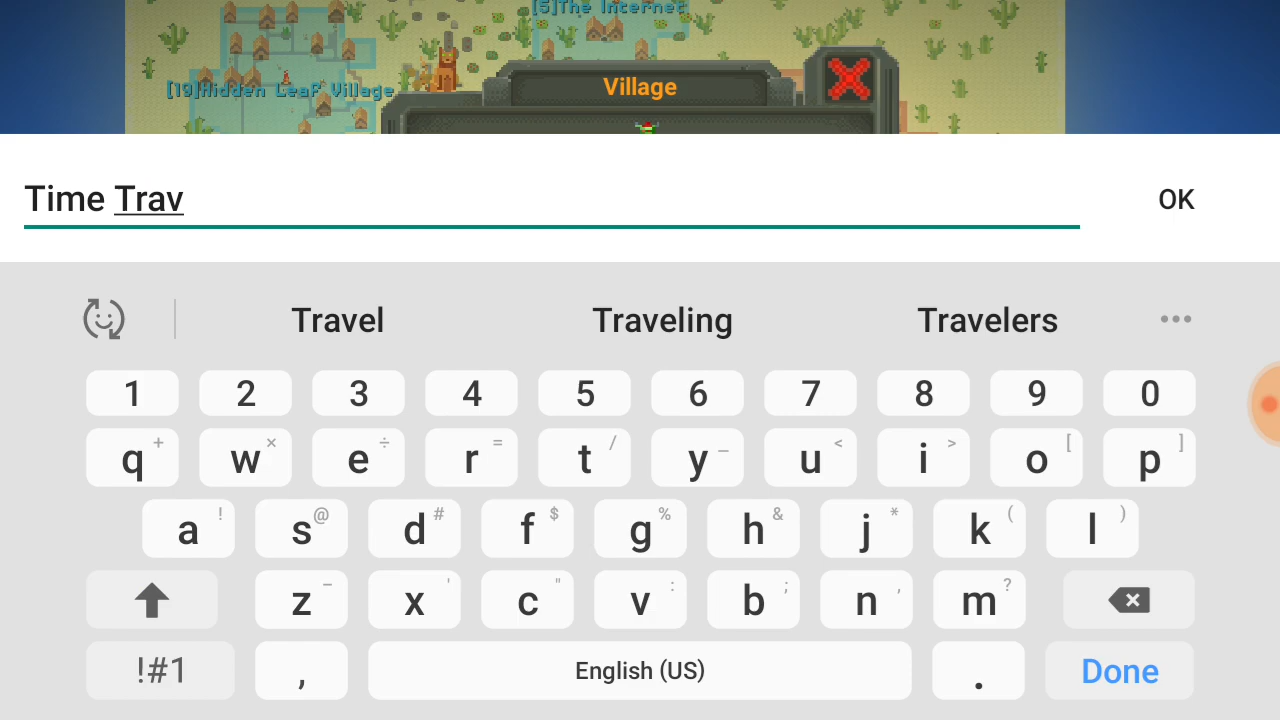 [5]The Internet
[19]Hidden Leaf Village
Village
Time Trav
OK
Travel Traveling Travelers
1 2 3 4 5 6 7 8 9 0
q + w × e ÷ r = t / y _ u < i > o [ p ]
a ! s @ d # f $ g % h & j * k ( l )
z - x ' c " v : b ; n , m ?
!#1 , English (US) . Done